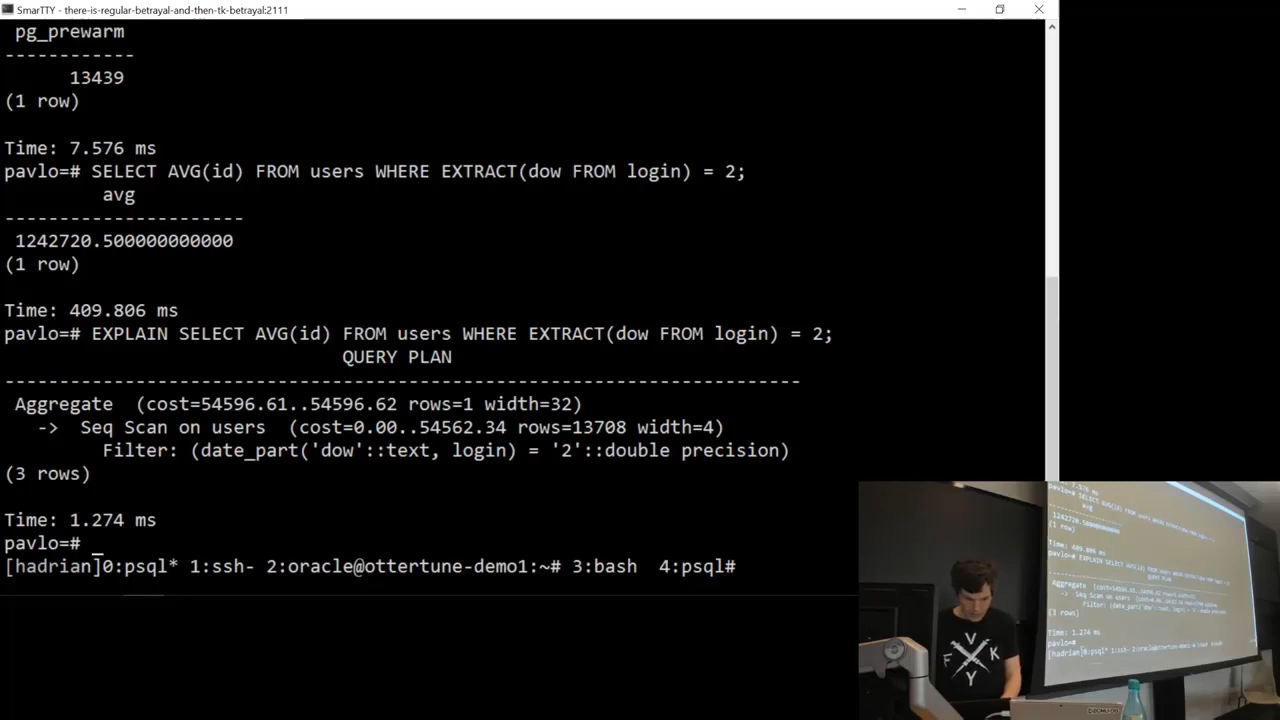 SmarTTY - there-is-regular-betrayal-and-then-tk-betrayal:2111
pg_prewarm
------------
13439
(1 row)
Time: 7.576 ms
pavlo=# SELECT AVG(id) FROM users WHERE EXTRACT(dow FROM login) = 2;
avg
----------------------
1242720.500000000000
(1 row)
Time: 409.806 ms
pavlo=# EXPLAIN SELECT AVG(id) FROM users WHERE EXTRACT(dow FROM login) = 2;
QUERY PLAN
-------------------------------------------------------------------------
Aggregate  (cost=54596.61..54596.62 rows=1 width=32)
->  Seq Scan on users  (cost=0.00..54562.34 rows=13708 width=4)
Filter: (date_part('dow'::text, login) = '2'::double precision)
(3 rows)
Time: 1.274 ms
pavlo=# _
[hadrian]0:psql* 1:ssh- 2:oracle@ottertune-demo1:~# 3:bash  4:psql#
V
F K
Y